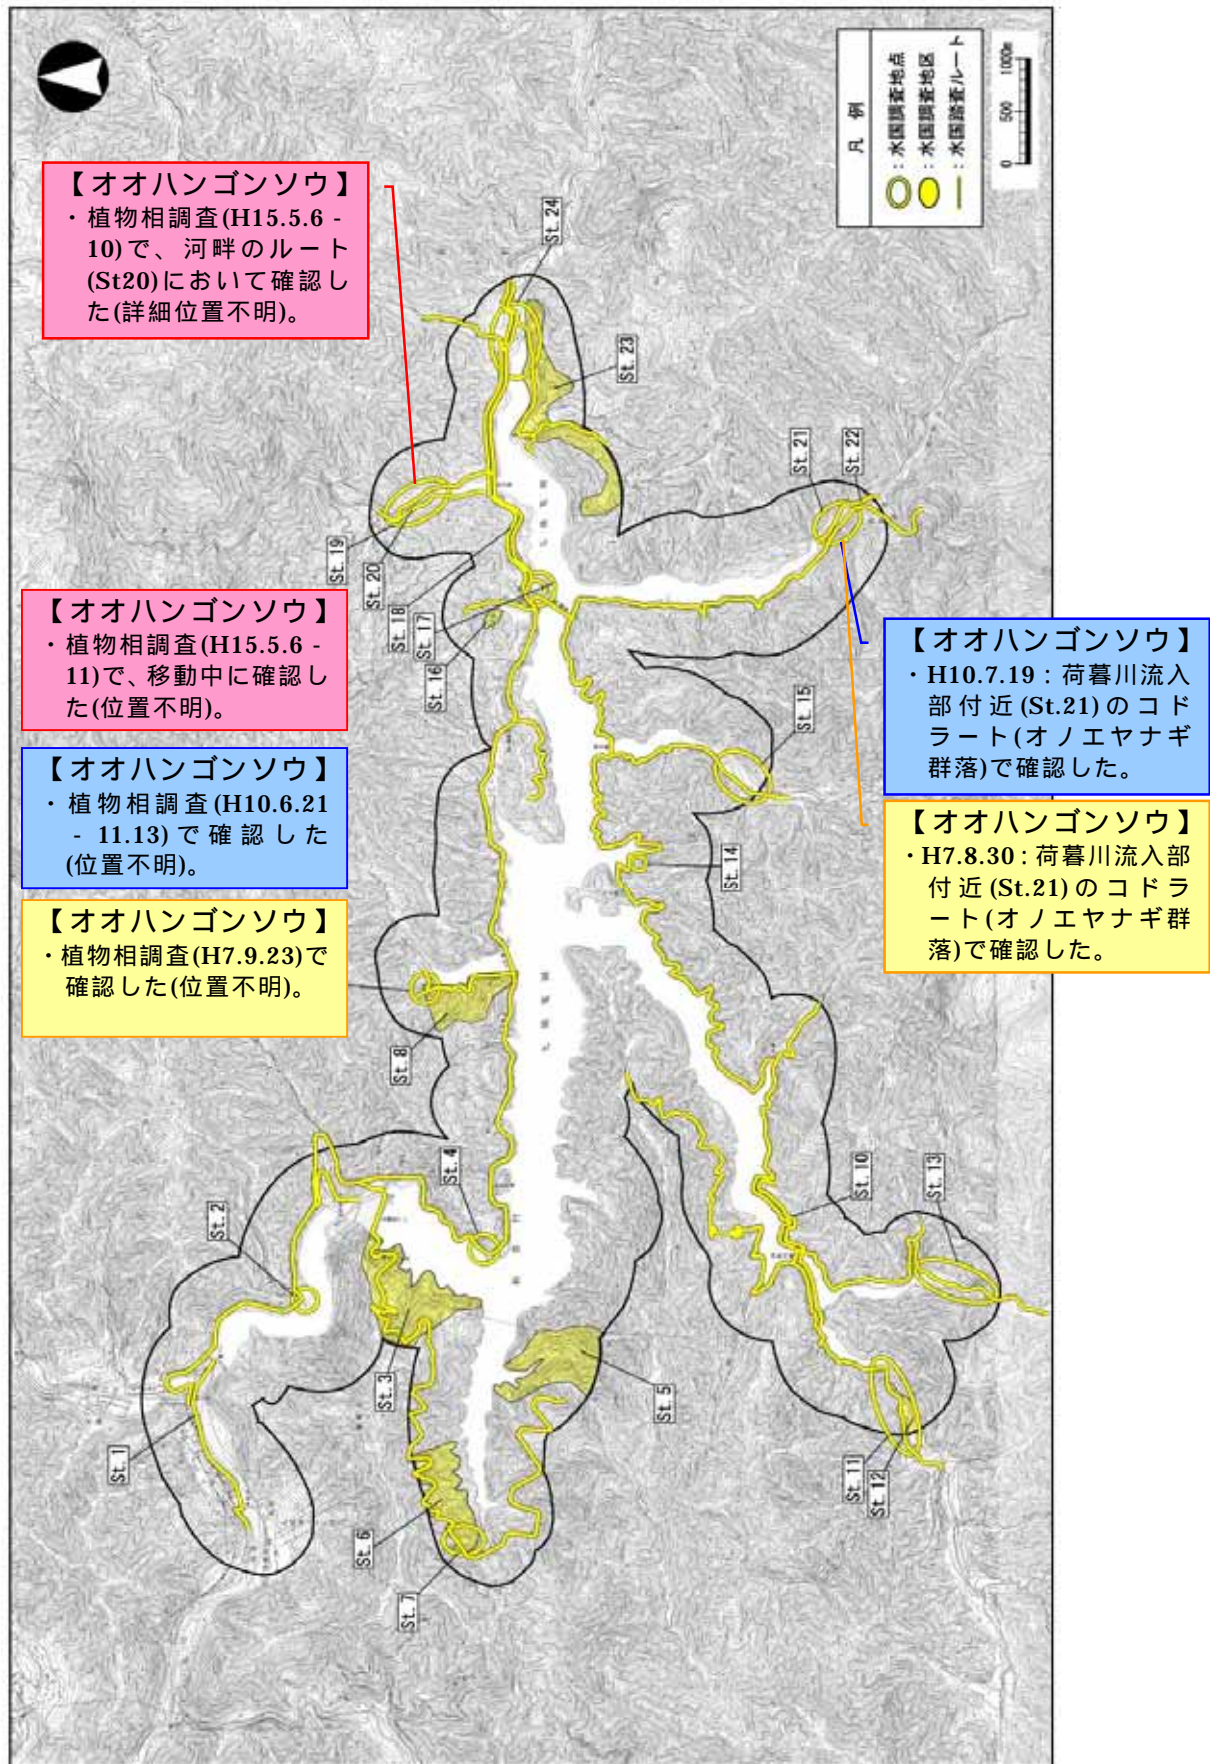 凡例
：水国調査地点
：水国調査地区
：水国踏査ルート
0 500 1000m
【オオハンゴンソウ】
・植物相調査(H15.5.6 -
10)で、河畔のルート
(St20)において確認し
た(詳細位置不明)。
【オオハンゴンソウ】
・植物相調査(H15.5.6 -
11)で、移動中に確認し
た(位置不明)。
【オオハンゴンソウ】
・植物相調査(H10.6.21
- 11.13)で確認した
(位置不明)。
【オオハンゴンソウ】
・植物相調査(H7.9.23)で
確認した(位置不明)。
【オオハンゴンソウ】
・H10.7.19：荷暮川流入
部付近(St.21)のコド
ラート(オノエヤナギ
群落)で確認した。
【オオハンゴンソウ】
・H7.8.30：荷暮川流入部
付近(St.21)のコドラ
ート(オノエヤナギ群
落)で確認した。
St. 24
St. 23
St. 21
St. 22
St. 19
St. 20
St. 18
St. 17
St. 16
St. 15
St. 14
St. 8
St. 4
St. 2
St. 10
St. 13
St. 3
St. 5
St. 1
St. 11
St. 12
St. 6
St. 7